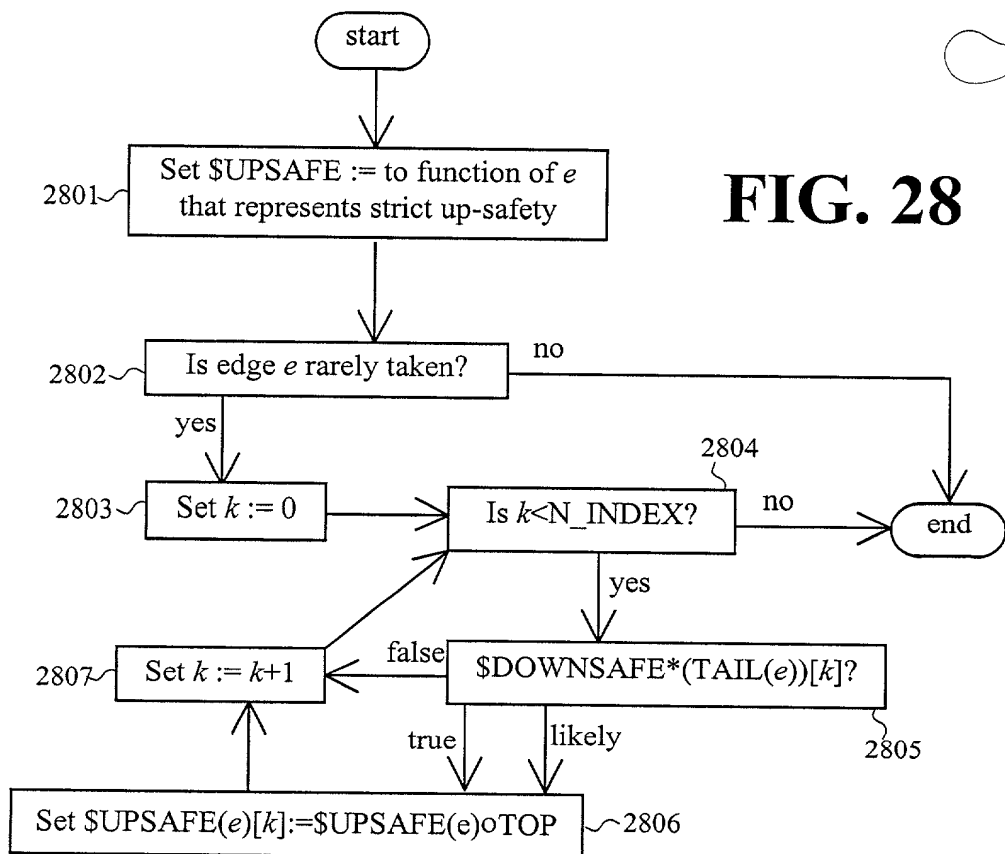 start
Set $UPSAFE := to function of e
that represents strict up-safety
2801
FIG. 28
Is edge e rarely taken?
2802
no
yes
2804
Set k := 0
2803
Is k<N_INDEX?
no
end
yes
Set k := k+1
2807
false
$DOWNSAFE*(TAIL(e))[k]?
2805
true
likely
Set $UPSAFE(e)[k]:=$UPSAFE(e)oTOP
2806